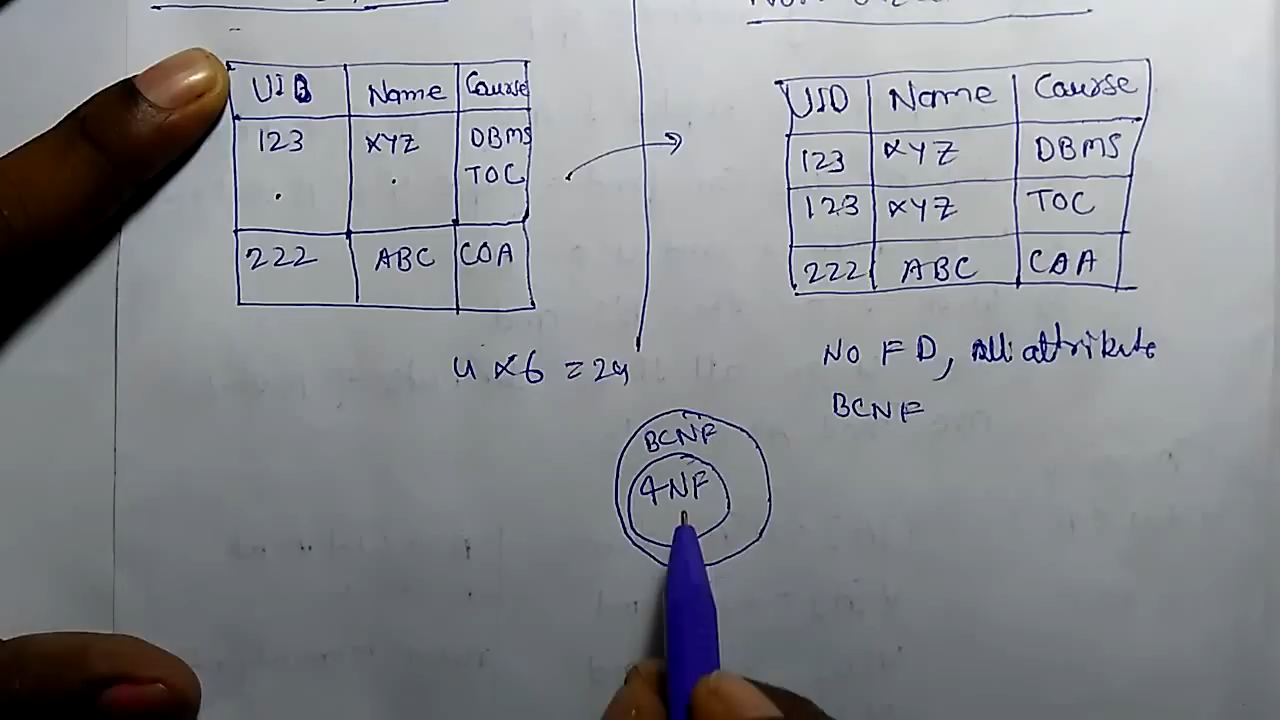 UID Name Course
123 XYZ DBMS
TOC
. .
222 ABC COA
UID Name Course
123 XYZ DBMS
123 XYZ TOC
222 ABC COA
4 × 6 = 24
NO FD, All attribute
BCNF
BCNF
4NF